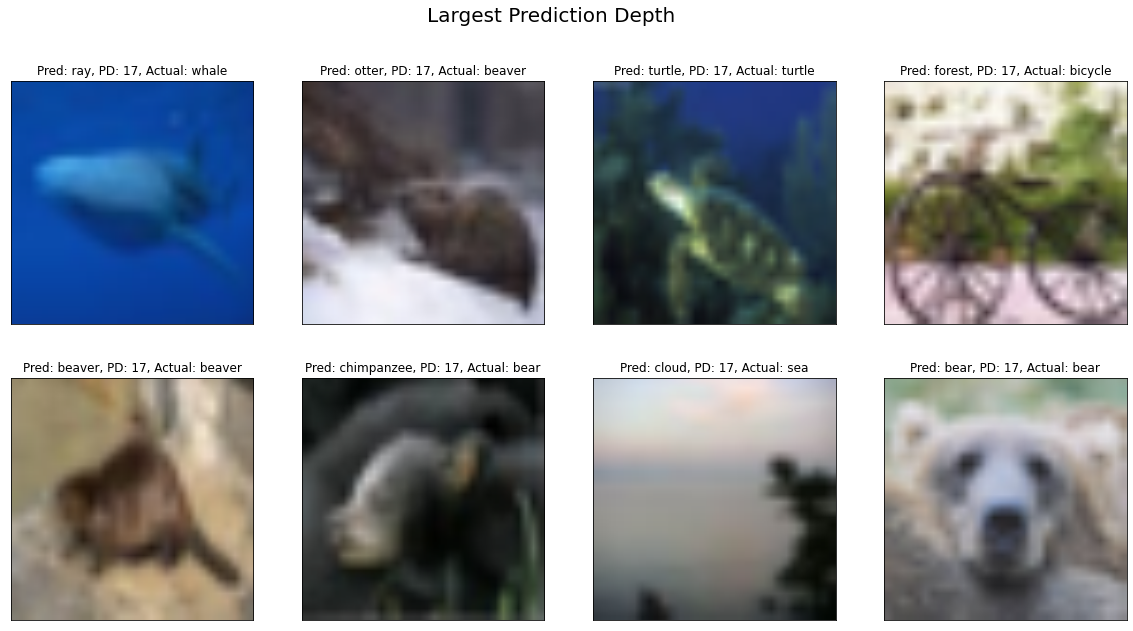 Largest Prediction Depth
Pred: ray, PD: 17, Actual: whale
Pred: otter, PD: 17, Actual: beaver
Pred: turtle, PD: 17, Actual: turtle
Pred: forest, PD: 17, Actual: bicycle
Pred: beaver, PD: 17, Actual: beaver
Pred: chimpanzee, PD: 17, Actual: bear
Pred: cloud, PD: 17, Actual: sea
Pred: bear, PD: 17, Actual: bear